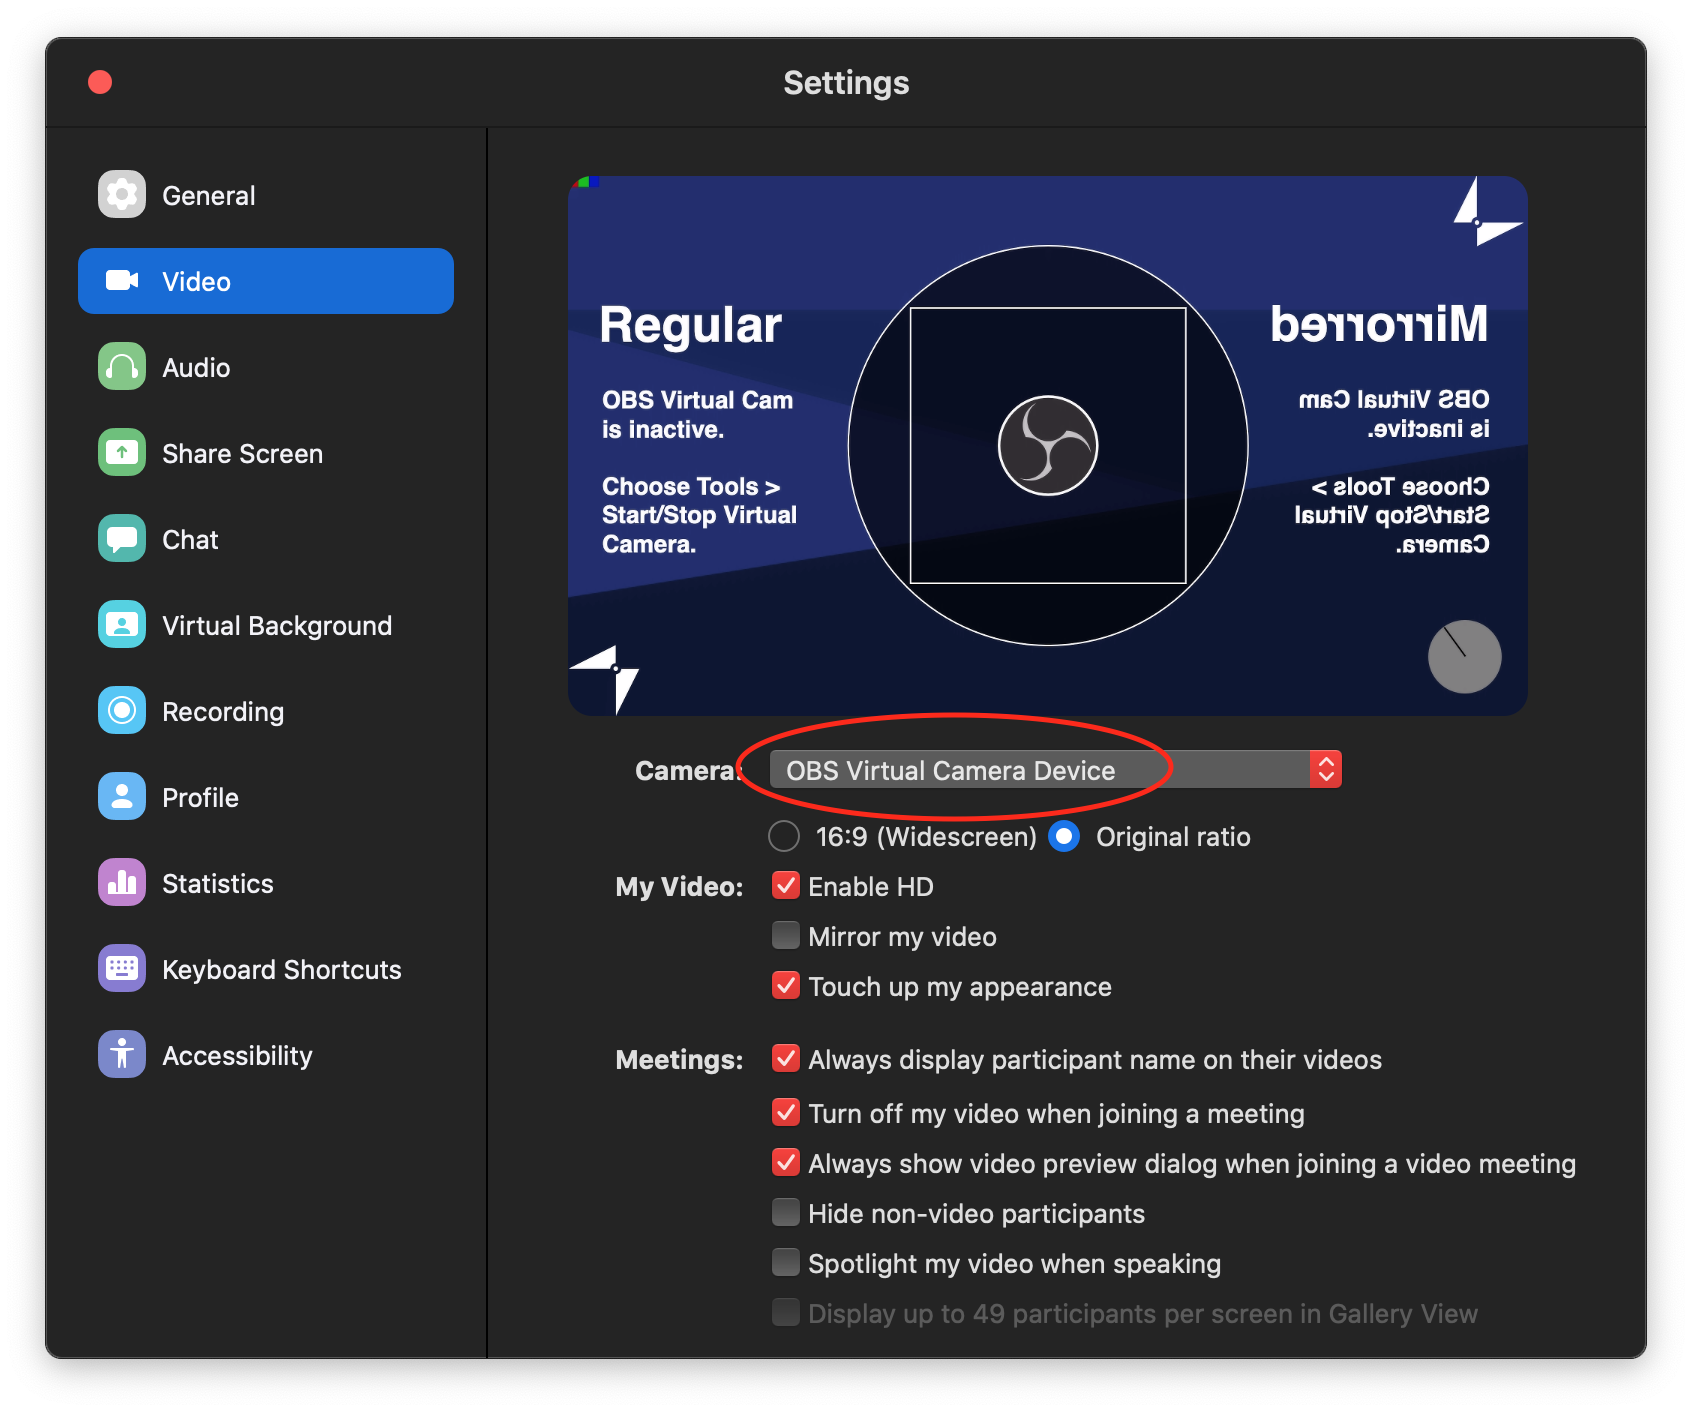 Settings
General
Video
Audio
Share Screen
Chat
Virtual Background
Recording
Profile
Statistics
Keyboard Shortcuts
Accessibility
Regular
OBS Virtual Cam
is inactive.
Choose Tools >
Start/Stop Virtual
Camera.
Mirrored
OBS Virtual Cam
is inactive.
Choose Tools >
Start/Stop Virtual
Camera.
Camera: OBS Virtual Camera Device
16:9 (Widescreen) Original ratio
My Video: Enable HD
Mirror my video
Touch up my appearance
Meetings: Always display participant name on their videos
Turn off my video when joining a meeting
Always show video preview dialog when joining a video meeting
Hide non-video participants
Spotlight my video when speaking
Display up to 49 participants per screen in Gallery View